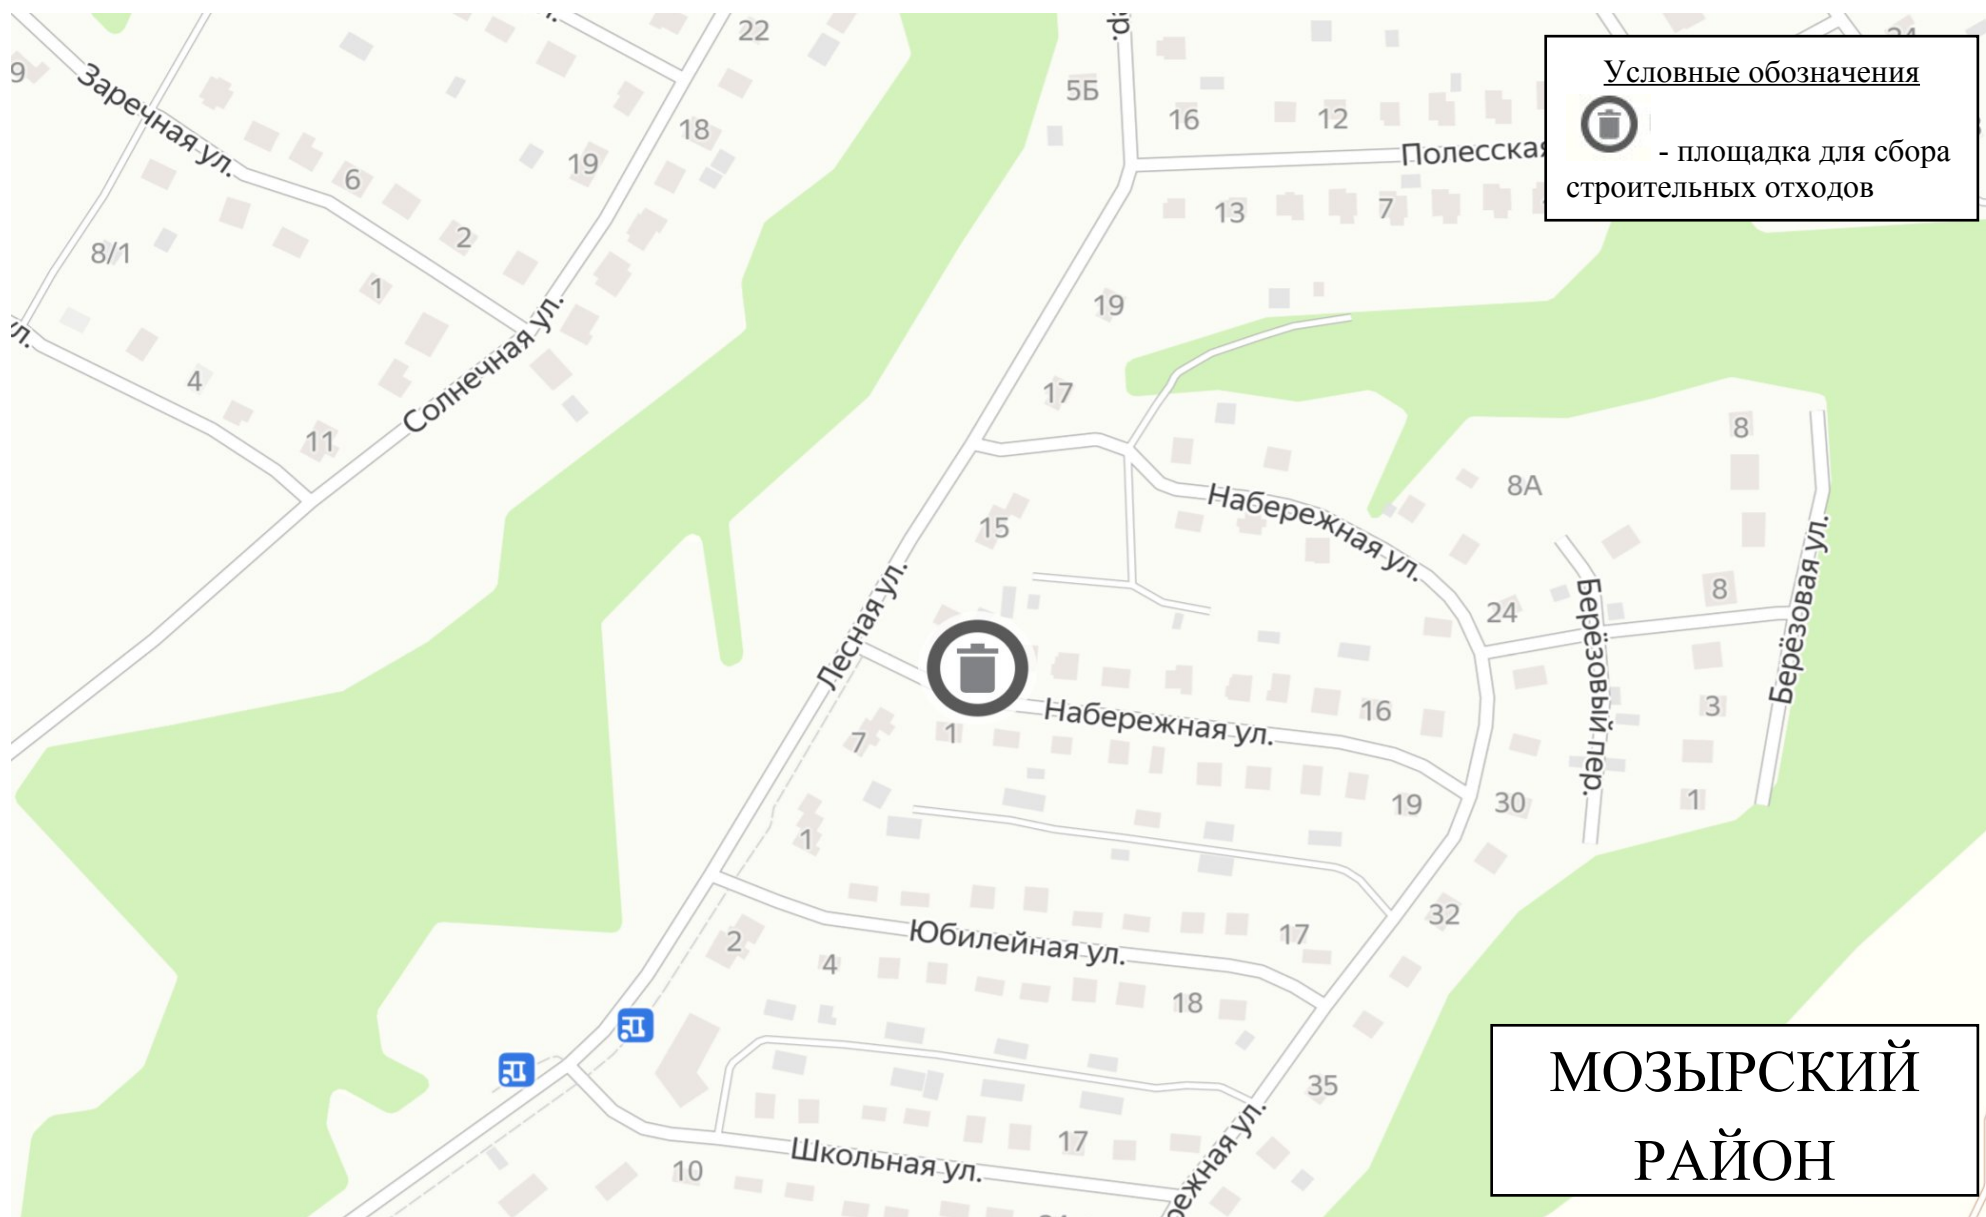 22
5Б
9
Заречная ул.
18
16
12
Условные обозначения
- площадка для сбора
строительных отходов
Полесская
19
6
13
7
2
8/1
1
19
4
Солнечная ул.
17
11
8
15
Набережная ул.
8А
Лесная ул.
24
8
Берёзовый пер.
Берёзовая ул.
16
3
Набережная ул.
1
7
19
30
1
1
32
Юбилейная ул.
17
2
4
18
35
17
Школьная ул.
10
МОЗЫРСКИЙ
РАЙОН